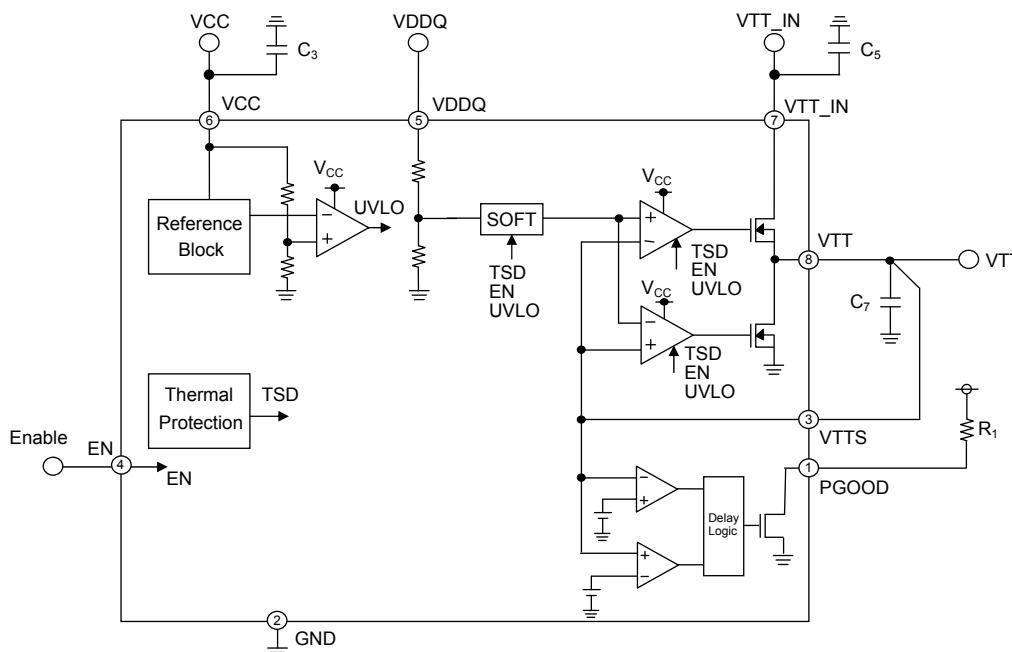 VCC
C3
VDDQ
VTT_IN
C5
6
VCC
5
VDDQ
7
VTT_IN
Reference
Block
VCC
UVLO
−
+
SOFT
TSD
EN
UVLO
VCC
+
−
TSD
EN
UVLO
VCC
−
+
TSD
EN
UVLO
VTT
8
VT
C7
Thermal
Protection
TSD
Enable
EN
4
EN
3
VTTS
R1
1
PGOOD
−
+
Delay
Logic
+
−
2
GND